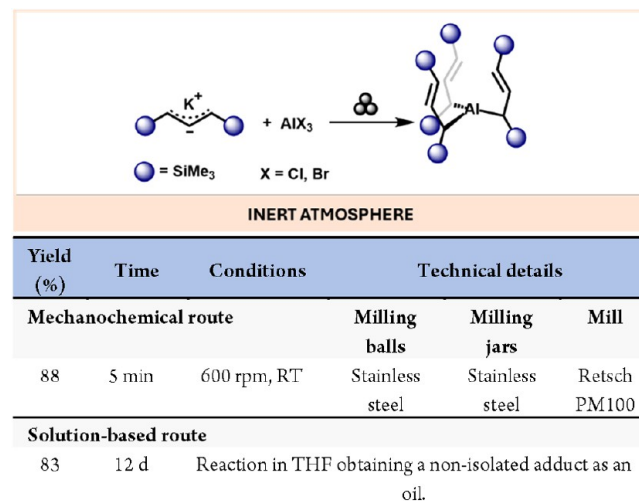 K+
−
+ AlX3
Al
= SiMe3
X = Cl, Br
INERT ATMOSPHERE
Yield (%) Time Conditions Technical details
Mechanochemical route Milling balls Milling jars Mill
88 5 min 600 rpm, RT Stainless steel Stainless steel Retsch PM100
Solution-based route
83 12 d Reaction in THF obtaining a non-isolated adduct as an
oil.